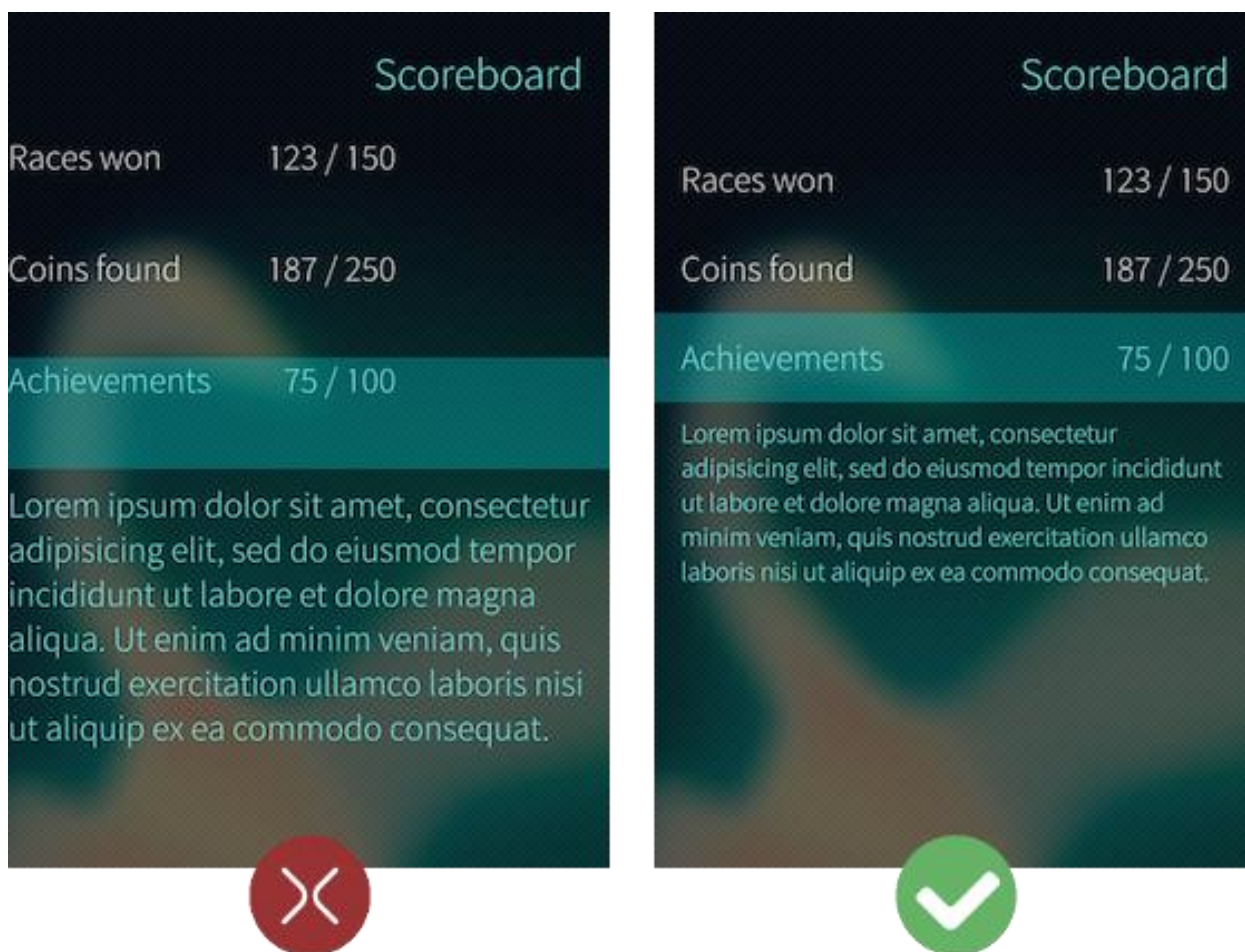 Scoreboard
Races won 123 / 150
Coins found 187 / 250
Achievements 75 / 100
Lorem ipsum dolor sit amet, consectetur
adipisicing elit, sed do eiusmod tempor
incididunt ut labore et dolore magna
aliqua. Ut enim ad minim veniam, quis
nostrud exercitation ullamco laboris nisi
ut aliquip ex ea commodo consequat.
Scoreboard
Races won 123 / 150
Coins found 187 / 250
Achievements 75 / 100
Lorem ipsum dolor sit amet, consectetur
adipisicing elit, sed do eiusmod tempor incididunt
ut labore et dolore magna aliqua. Ut enim ad
minim veniam, quis nostrud exercitation ullamco
laboris nisi ut aliquip ex ea commodo consequat.